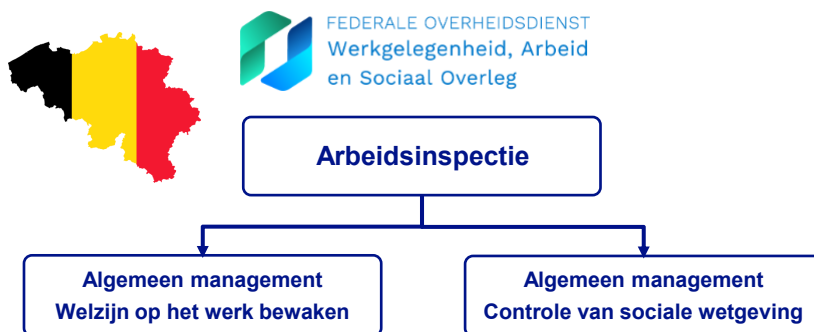 FEDERALE OVERHEIDSDIENST
Werkgelegenheid, Arbeid
en Sociaal Overleg
Arbeidsinspectie
Algemeen management
Welzijn op het werk bewaken
Algemeen management
Controle van sociale wetgeving